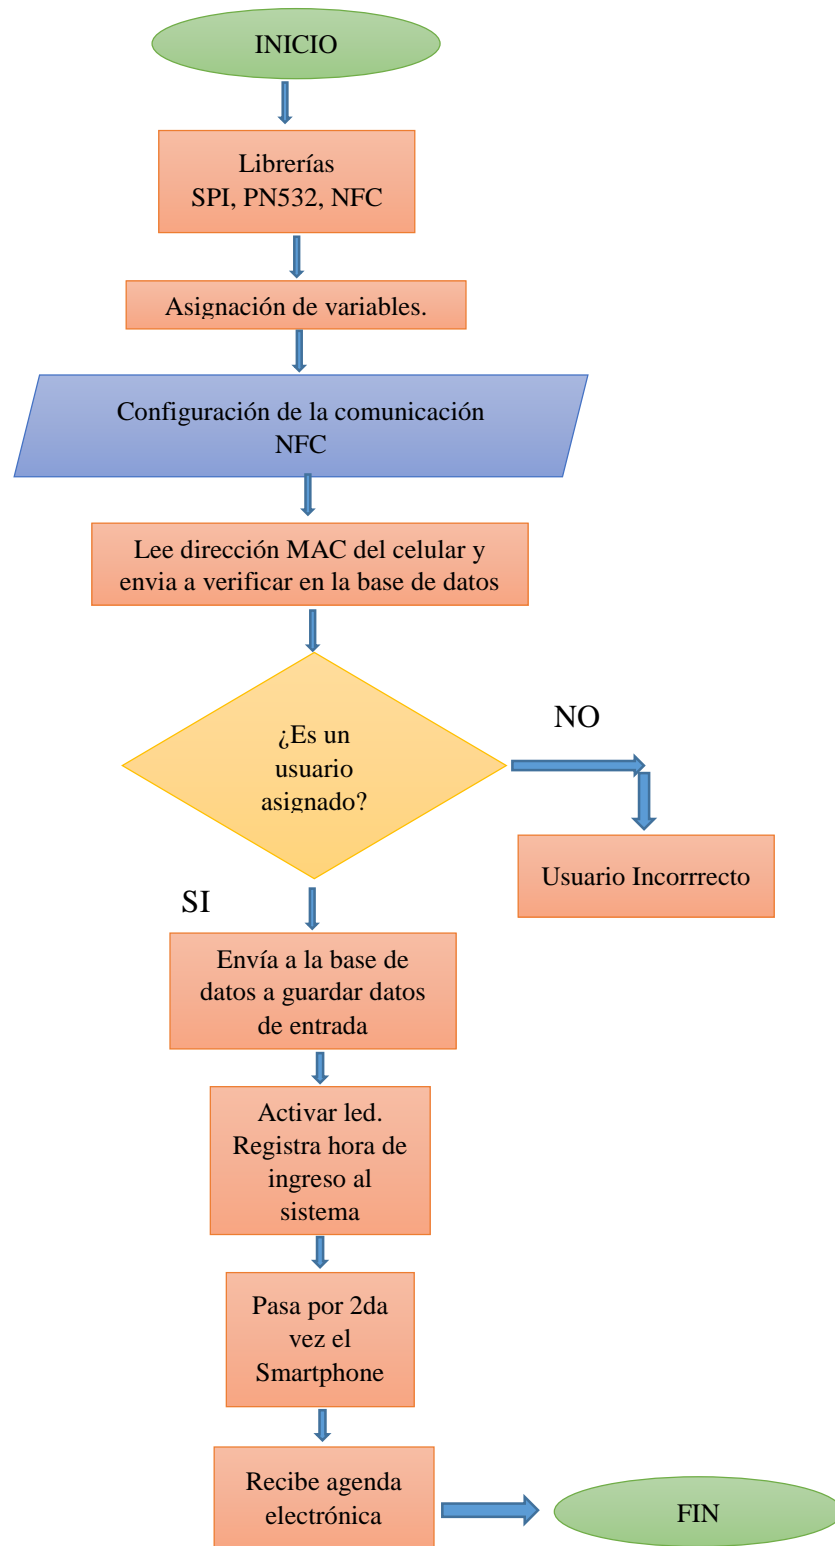 INICIO
Librerías
SPI, PN532, NFC
Asignación de variables.
Configuración de la comunicación
NFC
Lee dirección MAC del celular y
envia a verificar en la base de datos
¿Es un
usuario
asignado?
NO
Usuario Incorrrecto
SI
Envía a la base de
datos a guardar datos
de entrada
Activar led.
Registra hora de
ingreso al
sistema
Pasa por 2da
vez el
Smartphone
Recibe agenda
electrónica
FIN